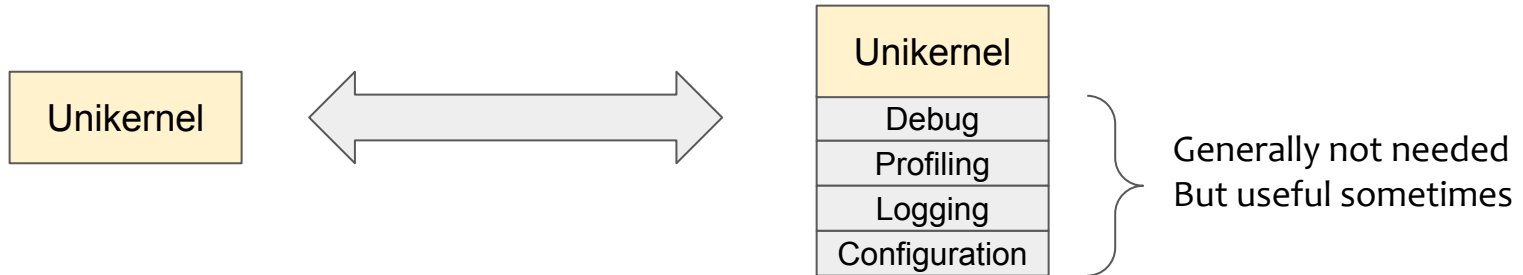 Unikernel
Unikernel
Debug
Profiling
Logging
Configuration
Generally not needed
But useful sometimes